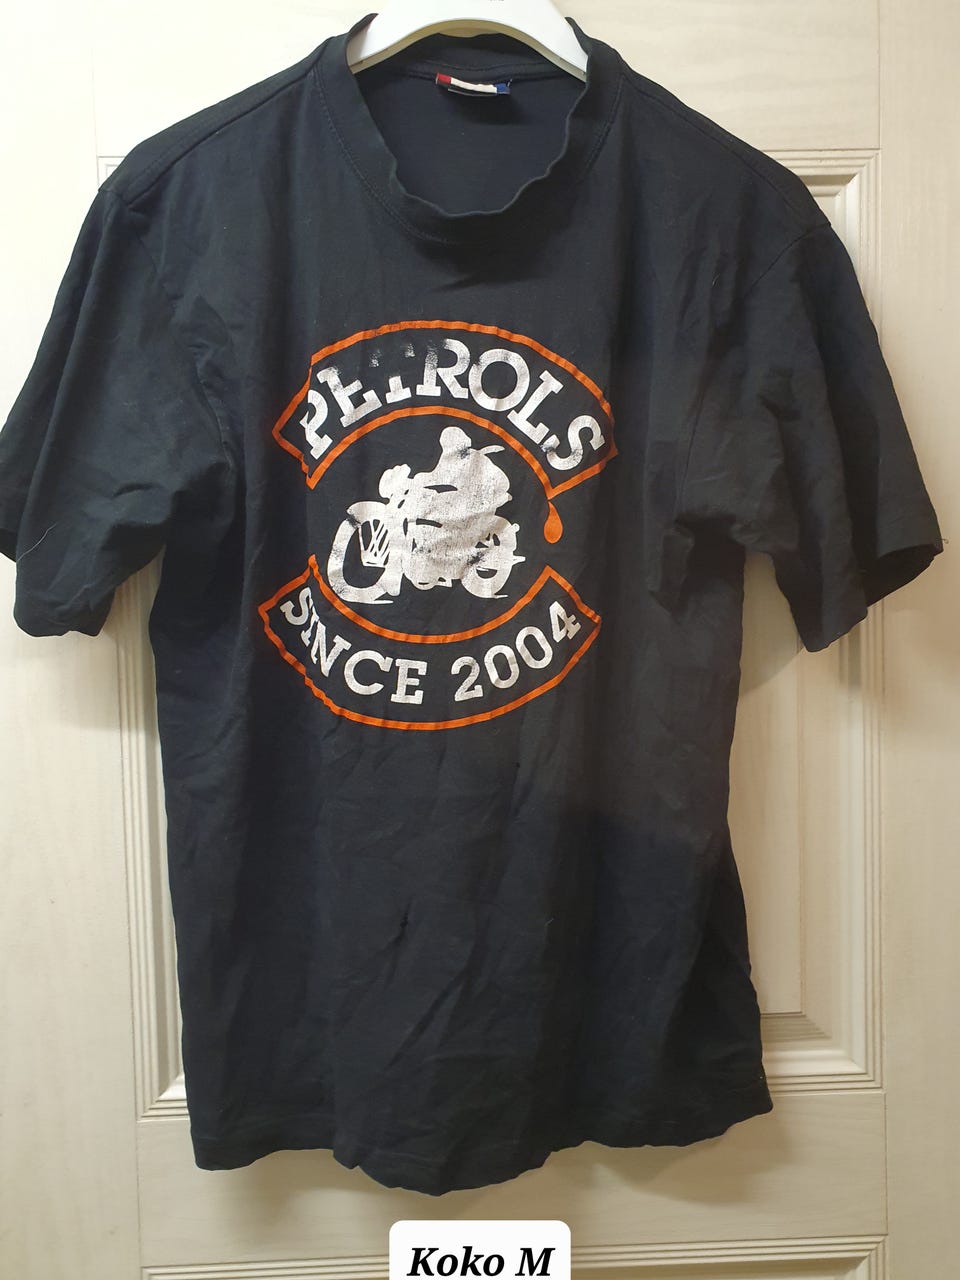 PETROLS
SINCE 2004
Koko M